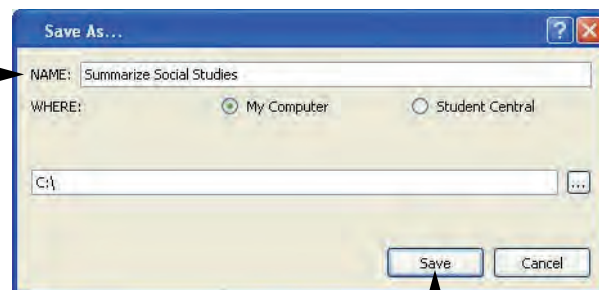 Save As...
NAME: Summarize Social Studies
WHERE: My Computer Student Central
C:\
...
Save Cancel